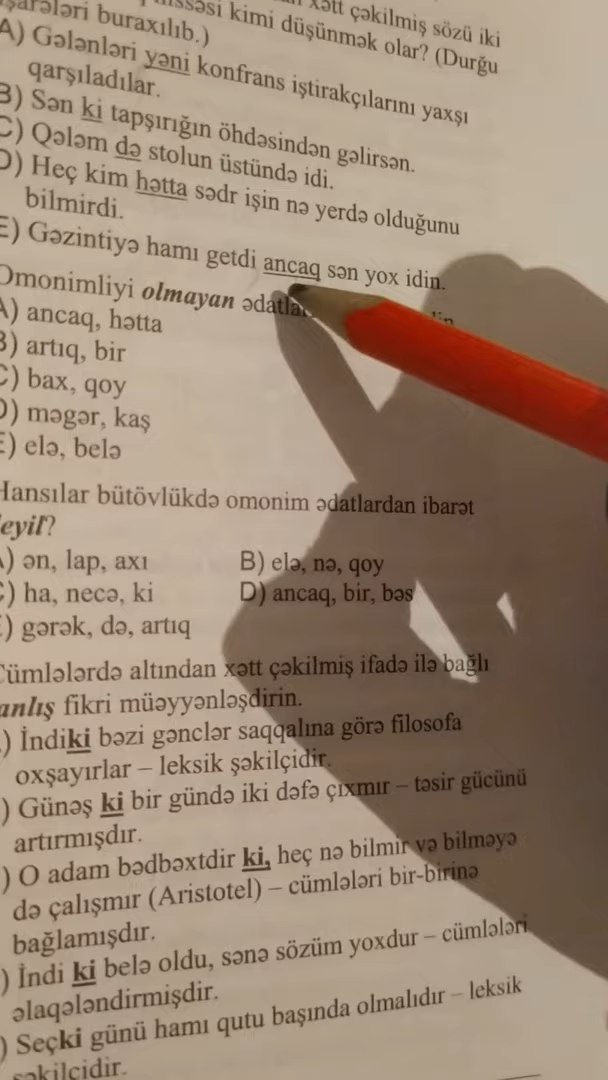 xətt çəkilmiş sözü iki
kimi düşünmək olar? (Durğu
buraxılıb.)
A) Gələnləri yəni konfrans iştirakçılarını yaxşı
qarşıladılar.
B) Sən ki tapşırığın öhdəsindən gəlirsən.
C) Qələm də stolun üstündə idi.
D) Heç kim hətta sədr işin nə yerdə olduğunu
bilmirdi.
E) Gəzintiyə hamı getdi ancaq sən yox idin.
Omonimliyi olmayan
A) ancaq, hətta
B) artıq, bir
C) bax, qoy
D) məgər, kaş
E) elə, belə
Hansılar bütövlükdə omonim ədatlardan ibarət
deyil?
) ən, lap, axı B) elə, nə, qoy
) ha, necə, ki D) ancaq, bir, bəs
) gərək, də, artıq
Cümlələrdə altından xətt çəkilmiş ifadə ilə bağlı
yanlış fikri müəyyənləşdirin.
) İndiki bəzi gənclər saqqalına görə filosofa
oxşayırlar – leksik şəkilçidir.
) Günəş ki bir gündə iki dəfə çıxmır – təsir gücünü
artırmışdır.
) O adam bədbəxtdir ki, heç nə bilmir və bilməyə
də çalışmır (Aristotel) – cümlələri bir-birinə
bağlamışdır.
) İndi ki belə oldu, sənə sözüm yoxdur – cümlələri
əlaqələndirmişdir.
) Seçki günü hamı qutu başında olmalıdır – leksik
şəkilçidir.